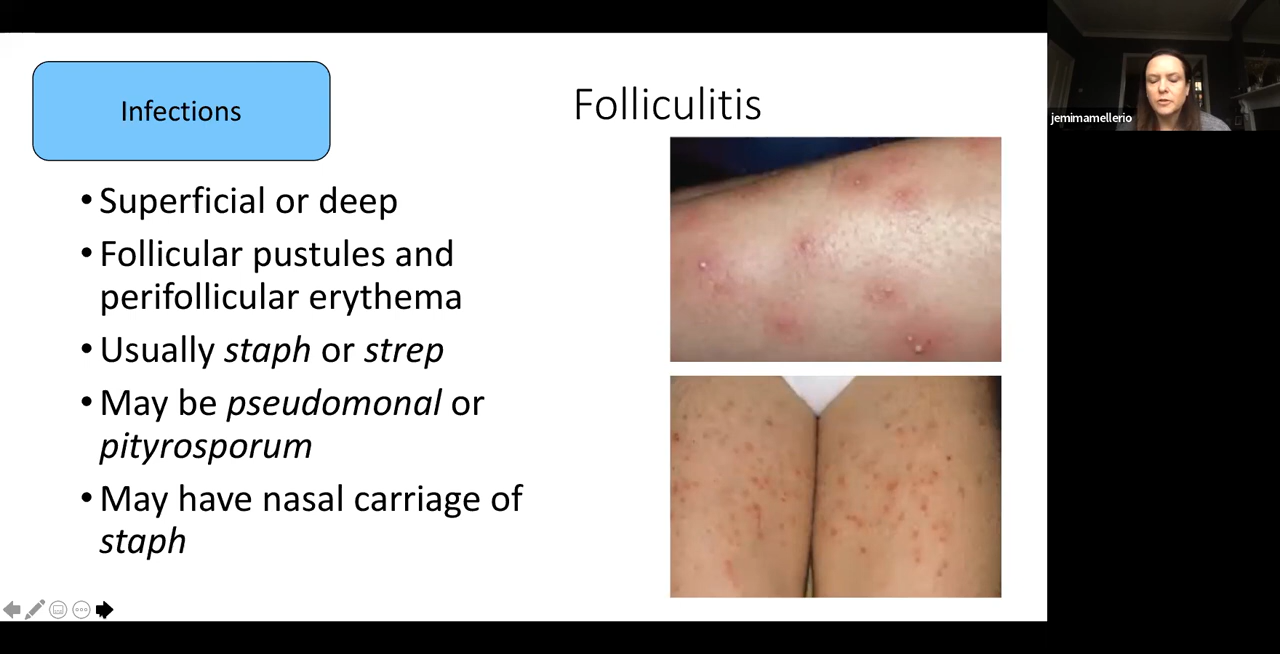 Infections
Folliculitis
jemimamellerio
•Superficial or deep
•Follicular pustules and
perifollicular erythema
•Usually staph or strep
•May be pseudomonal or
pityrosporum
•May have nasal carriage of
staph